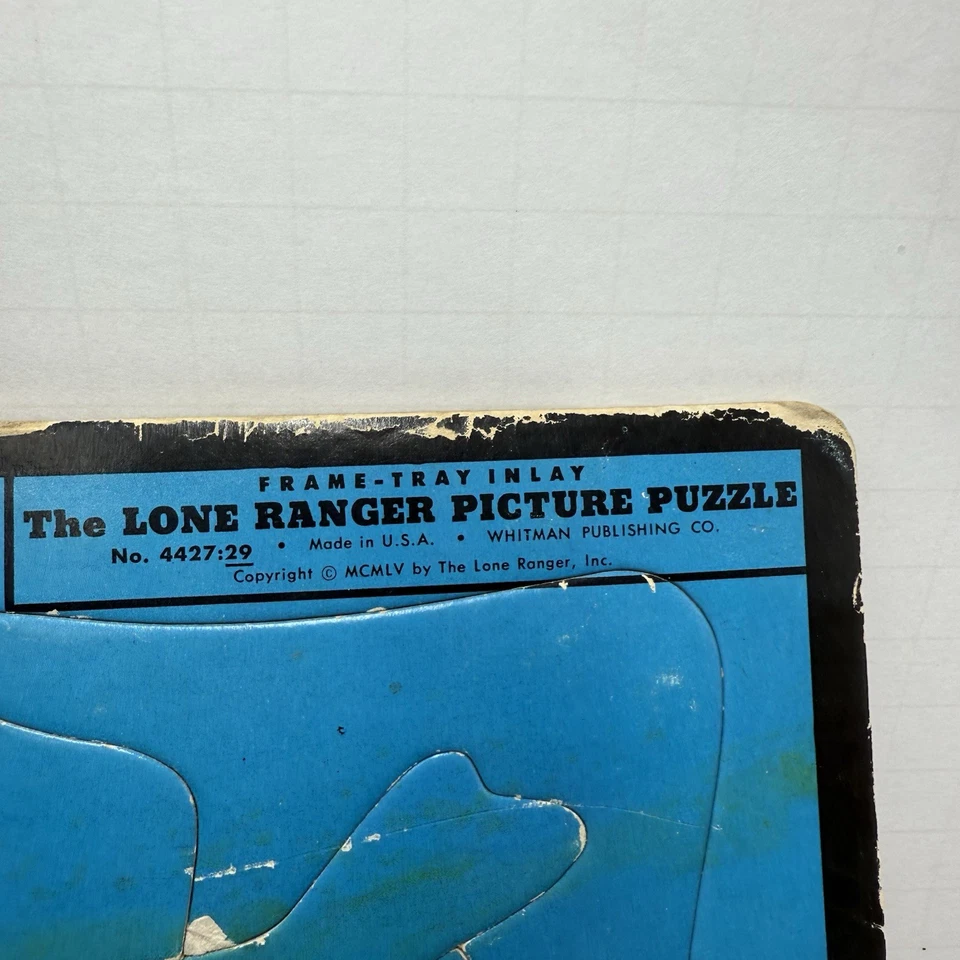 FRAME-TRAY INLAY
The LONE RANGER PICTURE PUZZLE
No. 4427:29 • Made in U.S.A. • WHITMAN PUBLISHING CO.
Copyright © MCMLV by The Lone Ranger, Inc.